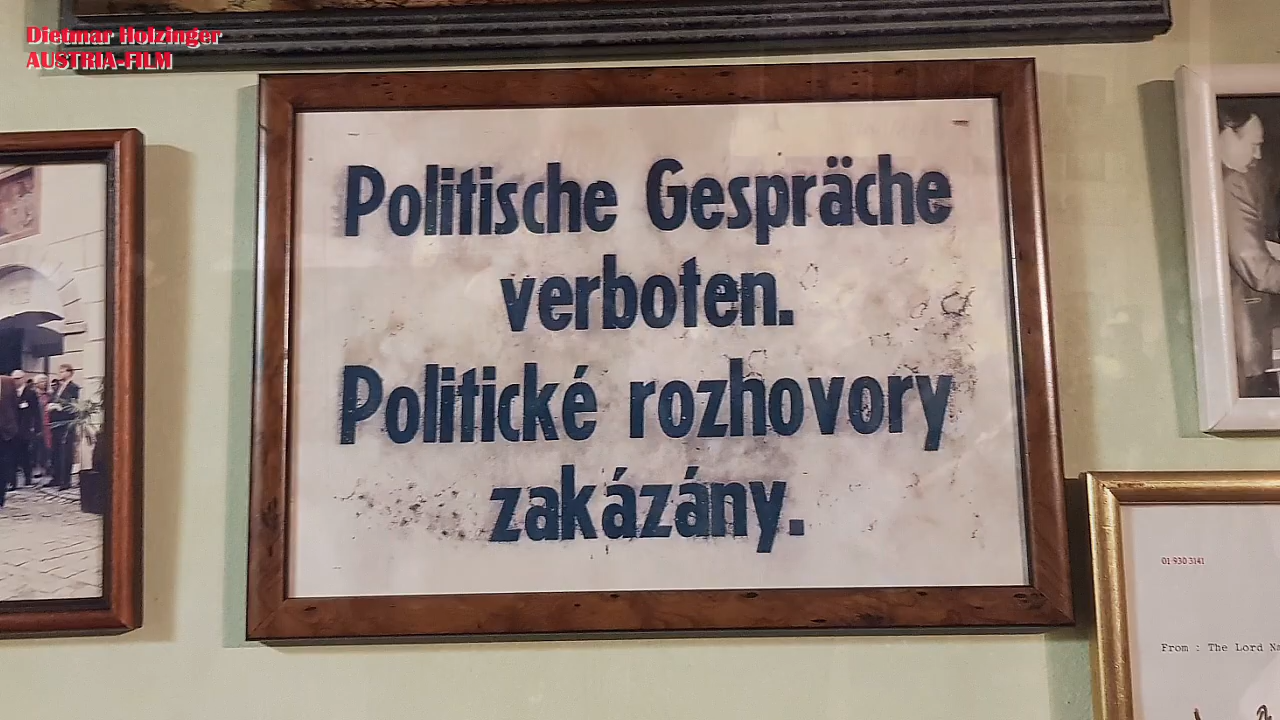 Dietmar Holzinger
AUSTRIA-FILM
Politische Gespräche
verboten.
Politické rozhovory
zakázány.
01 930 3141
From : The Lord